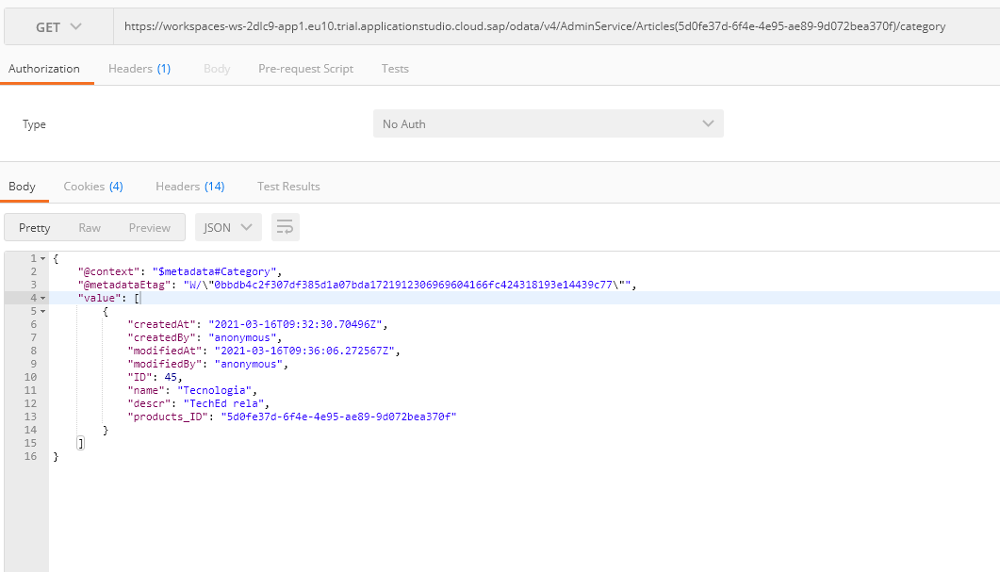 GET https://workspaces-ws-2dlc9-app1.eu10.trial.applicationstudio.cloud.sap/odata/v4/AdminService/Articles(5d0fe37d-6f4e-4e95-ae89-9d072bea370f)/category
Authorization Headers (1) Body Pre-request Script Tests
Type No Auth
Body Cookies (4) Headers (14) Test Results
Pretty Raw Preview JSON
1 {
2 "@context": "$metadata#Category",
3 "@metadataEtag": "W/\"0bbdb4c2f307df385d1a07bda1721912306969604166fc424318193e14439c77\"",
4 "value": [
5 {
6 "createdAt": "2021-03-16T09:32:30.70496Z",
7 "createdBy": "anonymous",
8 "modifiedAt": "2021-03-16T09:36:06.272567Z",
9 "modifiedBy": "anonymous",
10 "ID": 45,
11 "name": "Tecnologia",
12 "descr": "TechEd rela",
13 "products_ID": "5d0fe37d-6f4e-4e95-ae89-9d072bea370f"
14 }
15 ]
16 }